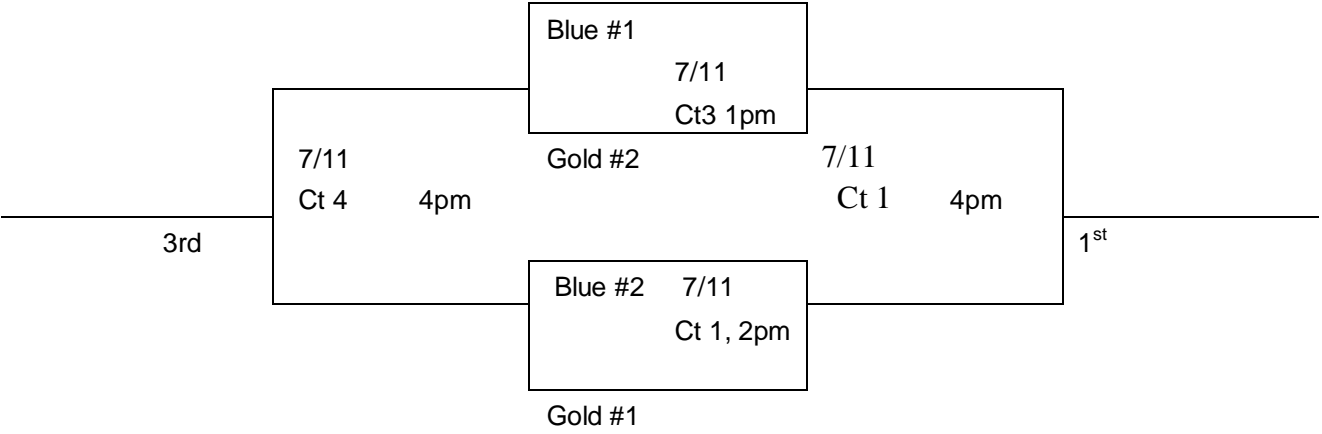 Blue #1
7/11
Ct3 1pm
Gold #2
7/11
Ct 4 4pm
3rd
7/11
Ct 1 4pm
1st
Blue #2 7/11
Ct 1, 2pm
Gold #1